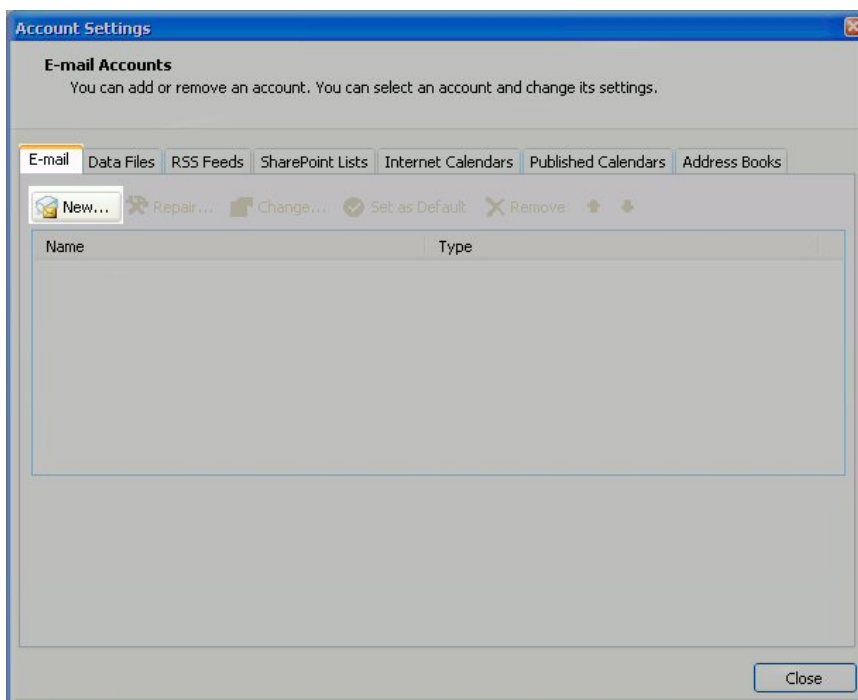 Account Settings
E-mail Accounts
You can add or remove an account. You can select an account and change its settings.
E-mail Data Files RSS Feeds SharePoint Lists Internet Calendars Published Calendars Address Books
New... Repair... Change... Set as Default Remove
Name Type
Close